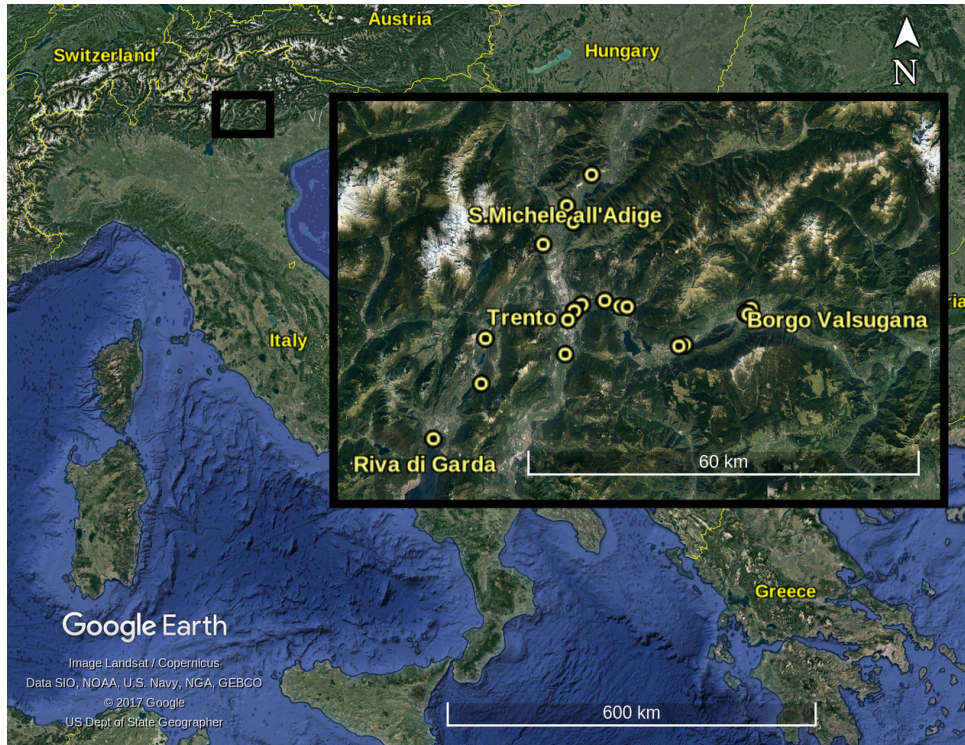 Austria
Switzerland
Hungary
N
S.Michele all'Adige
Trento
Borgo Valsugana
Italy
Riva di Garda
60 km
Greece
Google Earth
Image Landsat / Copernicus
Data SIO, NOAA, U.S. Navy, NGA, GEBCO
© 2017 Google
US Dept of State Geographer
600 km